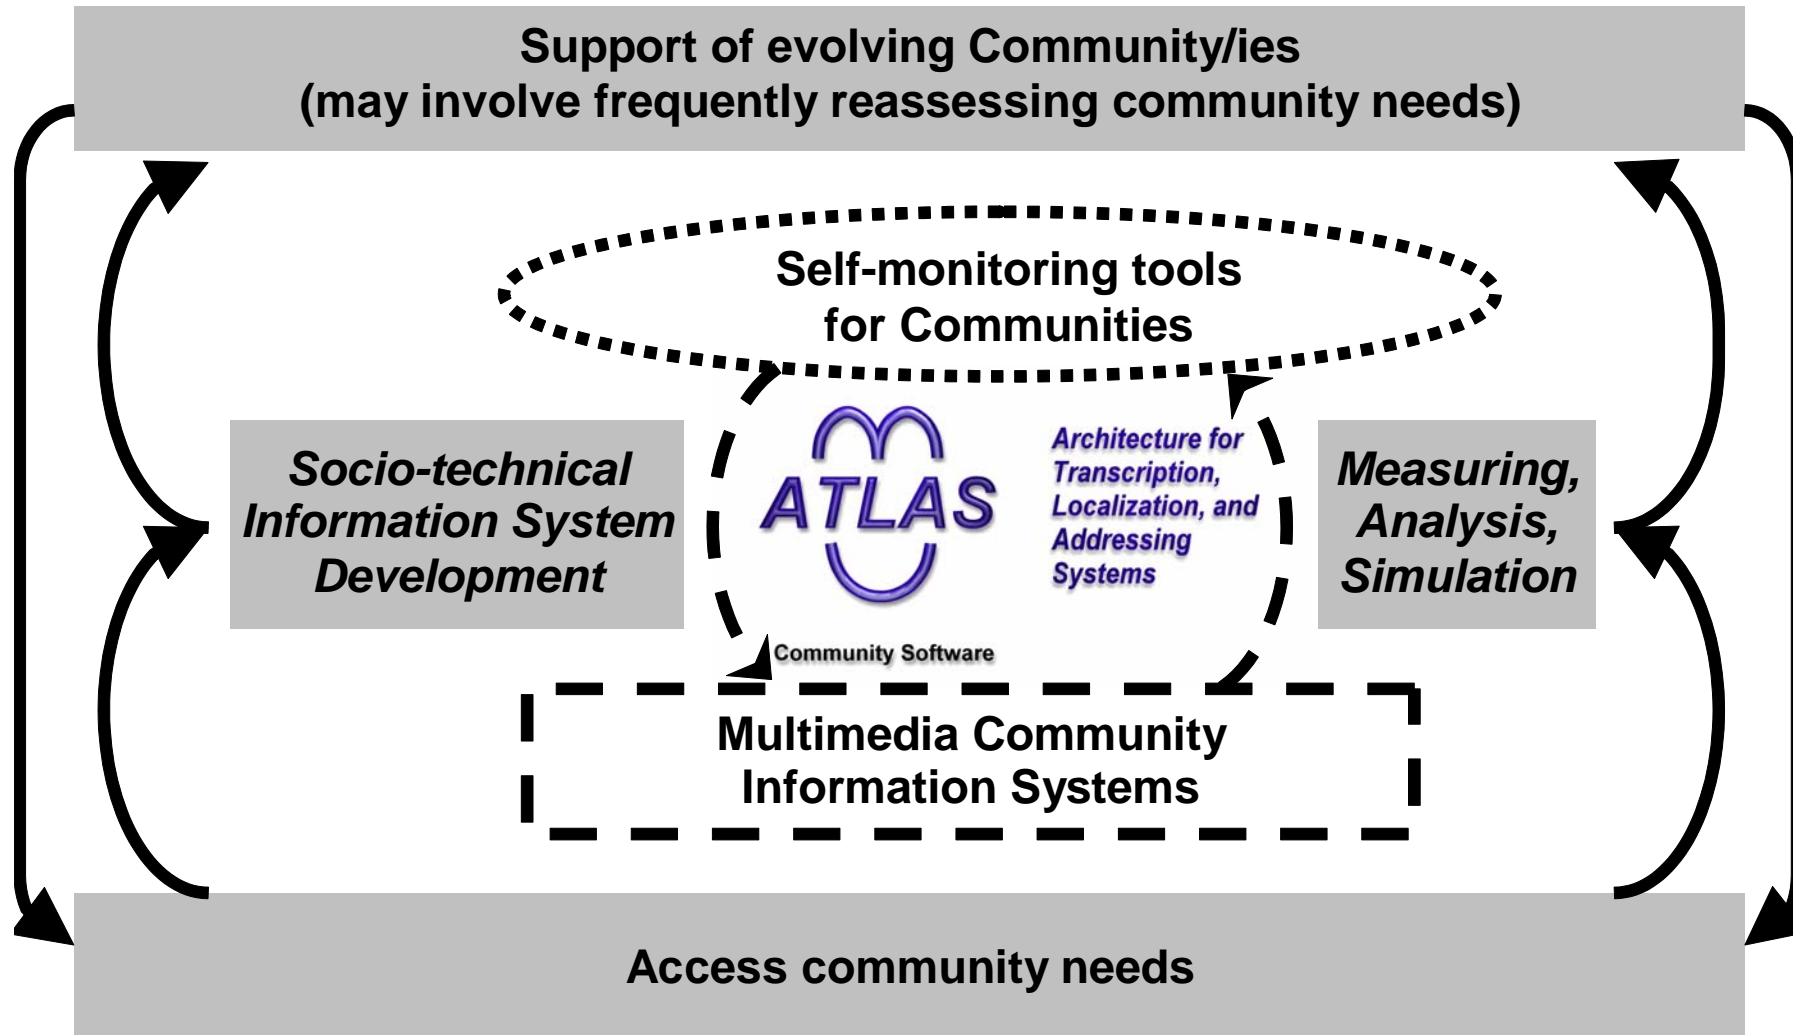 Support of evolving Community/ies
(may involve frequently reassessing community needs)
Self-monitoring tools
for Communities
Socio-technical
Information System
Development
ATLAS
Community Software
Architecture for
Transcription,
Localization, and
Addressing
Systems
Measuring,
Analysis,
Simulation
Multimedia Community
Information Systems
Access community needs